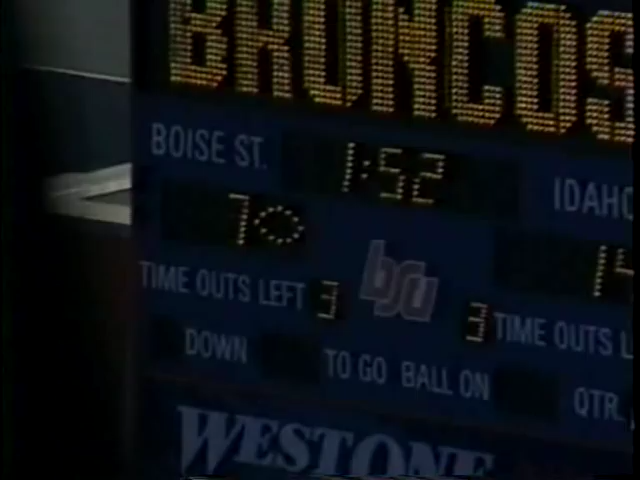 BRONCOS
BOISE ST. 1:52 IDAHO
7
TIME OUTS LEFT 3 bsu 3 TIME OUTS L
DOWN TO GO BALL ON QTR.
WESTONE